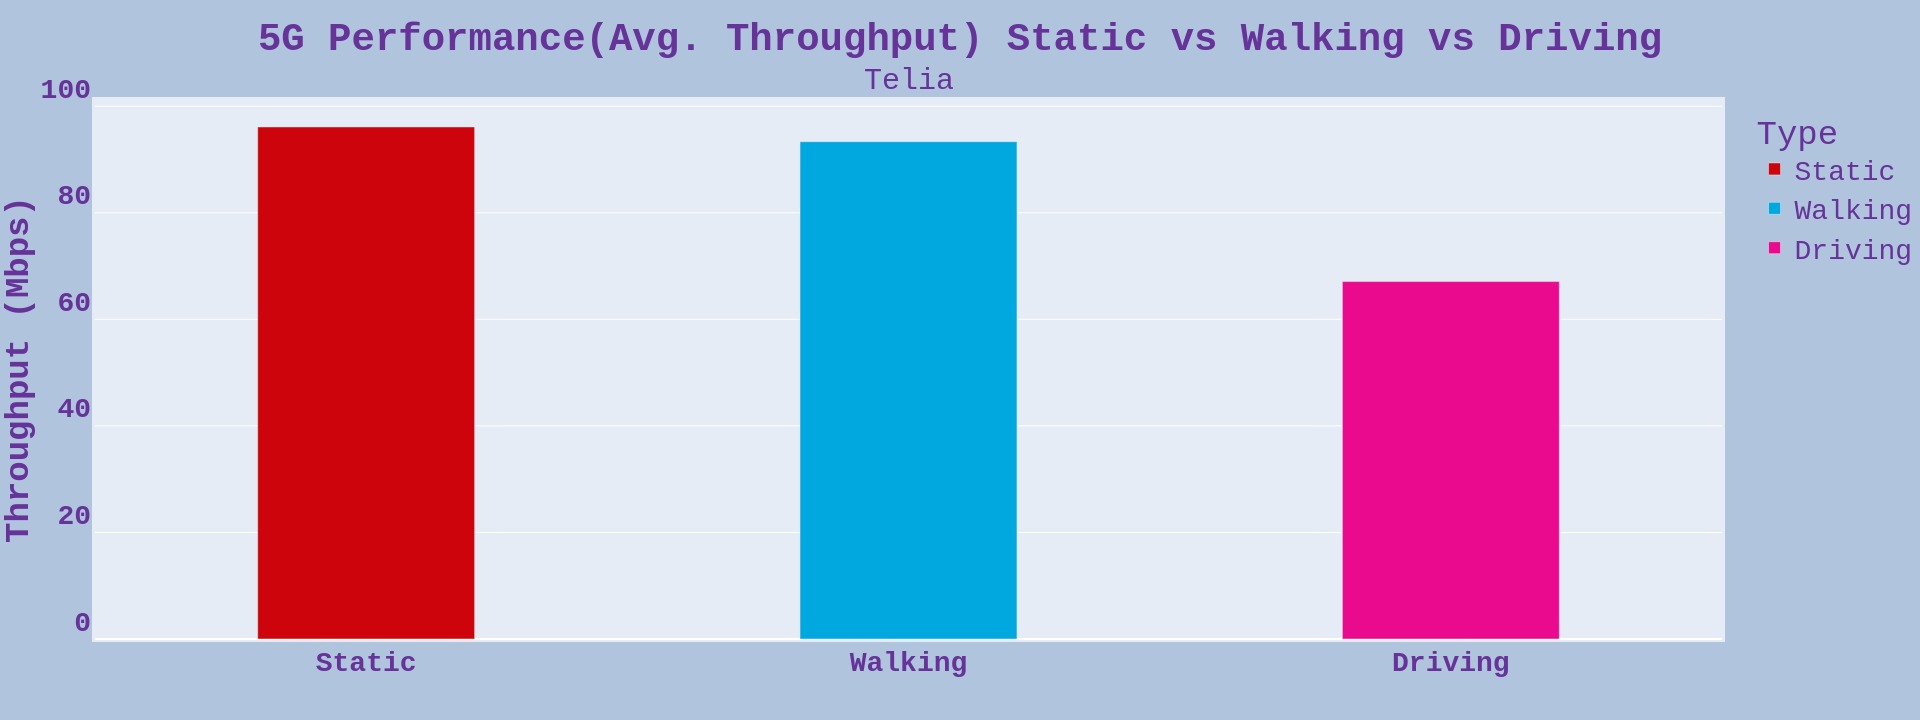 5G Performance(Avg. Throughput) Static vs Walking vs Driving
Telia
100
80
60
40
20
0
Throughput (Mbps)
Static
Walking
Driving
Type
Static
Walking
Driving